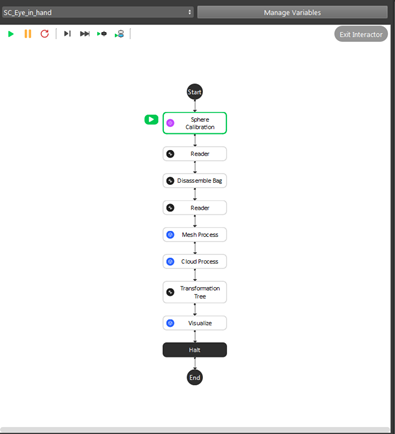 SC_Eye_in_hand
Manage Variables
Exit Interactor
Start
Sphere
Calibration
Reader
Disassemble Bag
Reader
Mesh Process
Cloud Process
Transformation
Tree
Visualize
Halt
End